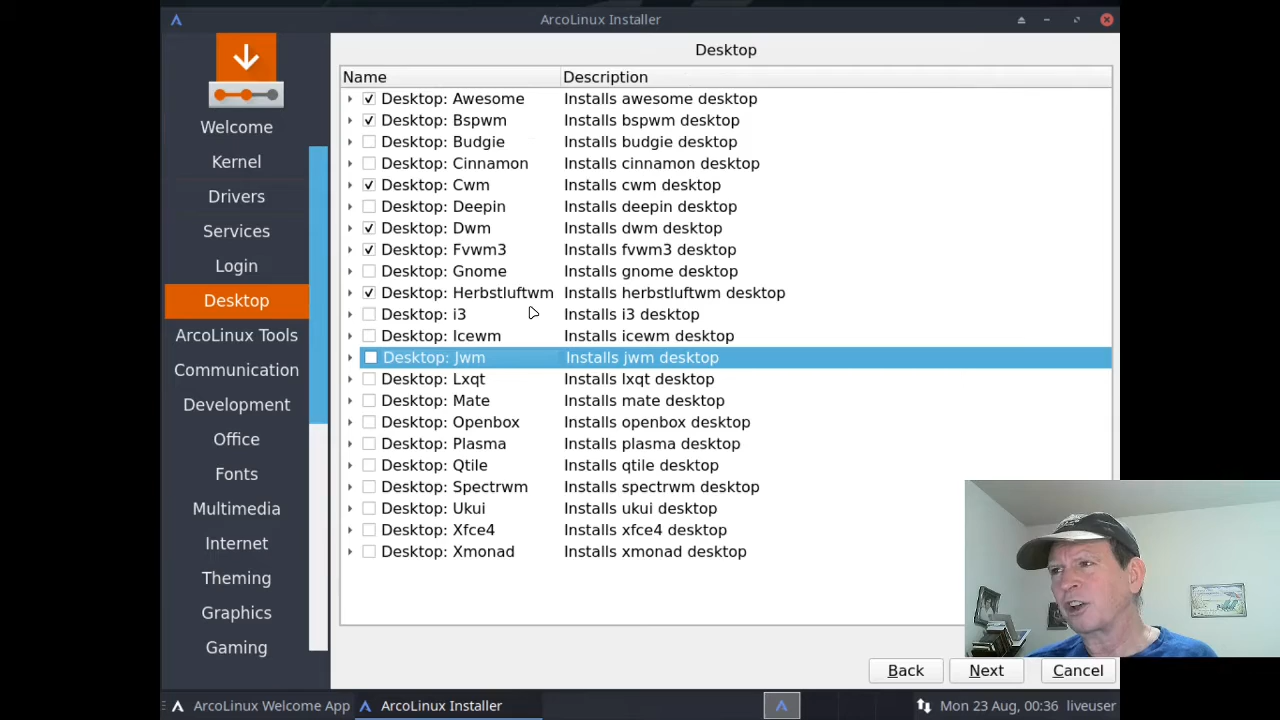 ArcoLinux Installer
Desktop
Name Description
Desktop: Awesome Installs awesome desktop
Desktop: Bspwm Installs bspwm desktop
Desktop: Budgie Installs budgie desktop
Desktop: Cinnamon Installs cinnamon desktop
Desktop: Cwm Installs cwm desktop
Desktop: Deepin Installs deepin desktop
Desktop: Dwm Installs dwm desktop
Desktop: Fvwm3 Installs fvwm3 desktop
Desktop: Gnome Installs gnome desktop
Desktop: Herbstluftwm Installs herbstluftwm desktop
Desktop: i3 Installs i3 desktop
Desktop: Icewm Installs icewm desktop
Desktop: Jwm Installs jwm desktop
Desktop: Lxqt Installs lxqt desktop
Desktop: Mate Installs mate desktop
Desktop: Openbox Installs openbox desktop
Desktop: Plasma Installs plasma desktop
Desktop: Qtile Installs qtile desktop
Desktop: Spectrwm Installs spectrwm desktop
Desktop: Ukui Installs ukui desktop
Desktop: Xfce4 Installs xfce4 desktop
Desktop: Xmonad Installs xmonad desktop
Welcome
Kernel
Drivers
Services
Login
Desktop
ArcoLinux Tools
Communication
Development
Office
Fonts
Multimedia
Internet
Theming
Graphics
Gaming
Back Next Cancel
ArcoLinux Welcome App ArcoLinux Installer Mon 23 Aug, 00:36 liveuser